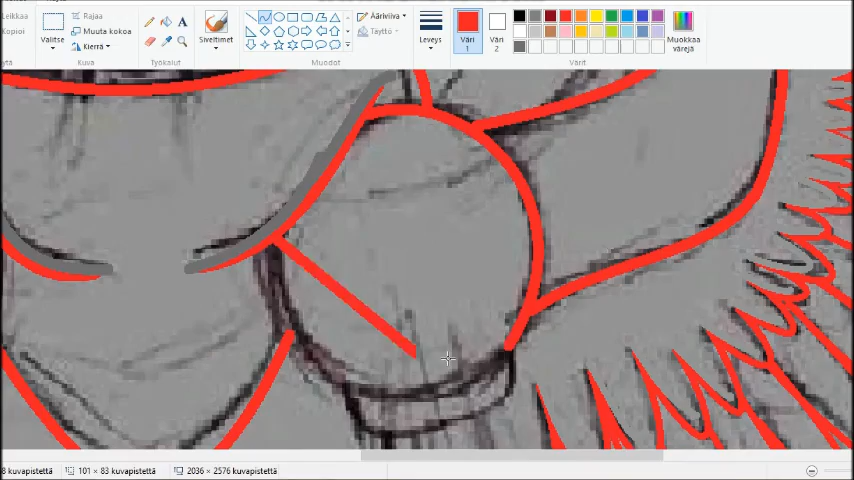 Leikkaa
Kopioi
Valitse
Rajaa
Muuta kokoa
Kierrä
Siveltimet
Ääriviiva
Täyttö
Leveys
Väri 1
Väri 2
Muokkaa värejä
ytä
Kuva
Työkalut
Muodot
Värit
8 kuvapistettä
101 × 83 kuvapistettä
2036 × 2576 kuvapistettä